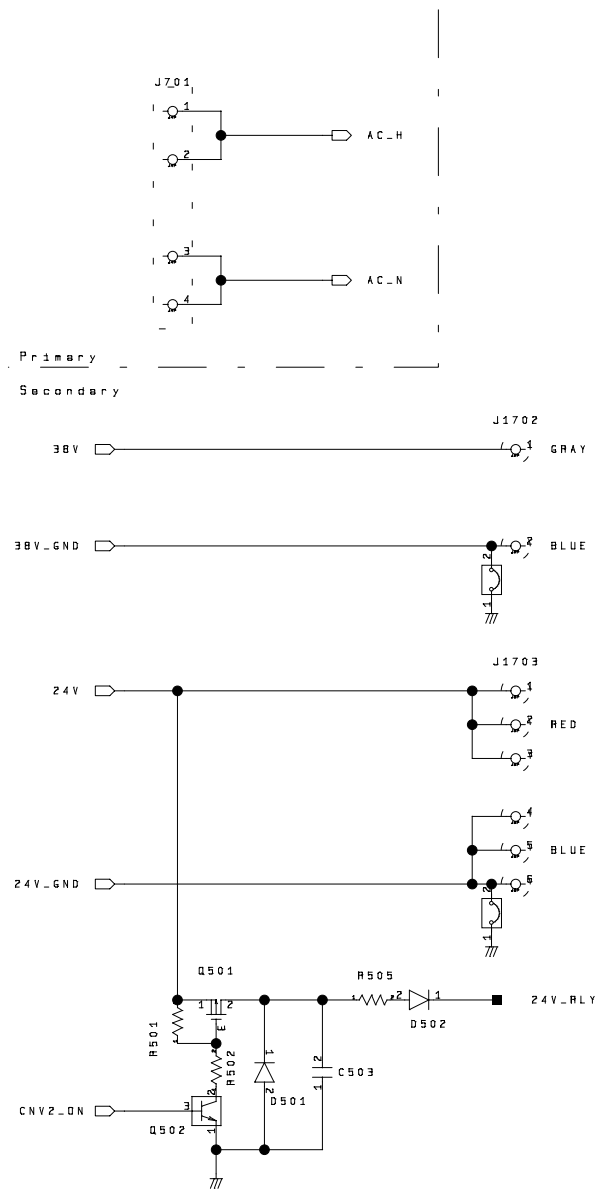 J701
1
AC_H
2
3
AC_N
4
Primary
Secondary
J1702
38V
1
GRAY
38V_GND
2
BLUE
2
1
J1703
24V
1
2
RED
3
4
5
BLUE
24V_GND
6
2
1
Q501
R505
1 2
1 2
1
24V_RLY
R501
D502
R502
1
2
C503
1
2
D501
CNV2_ON
3
2
1
Q502